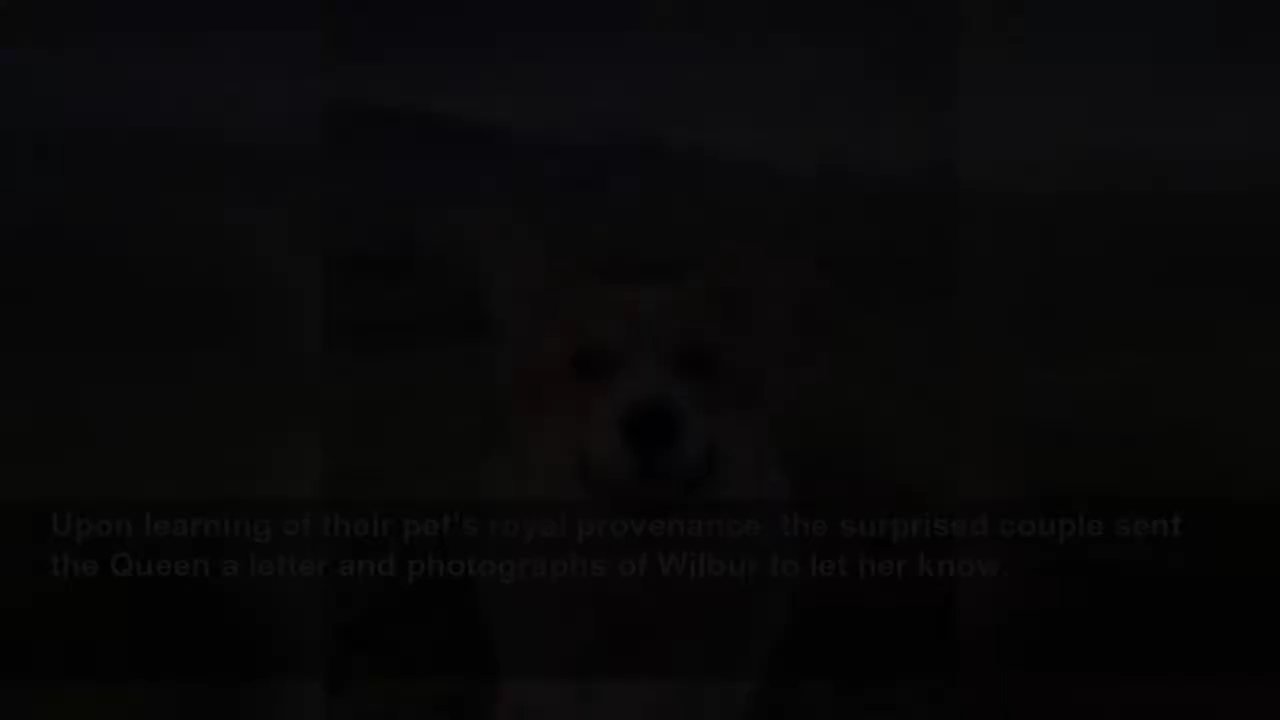 Upon learning of their pet's royal provenance, the surprised couple sent
the Queen a letter and photographs of Wilbur to let her know.